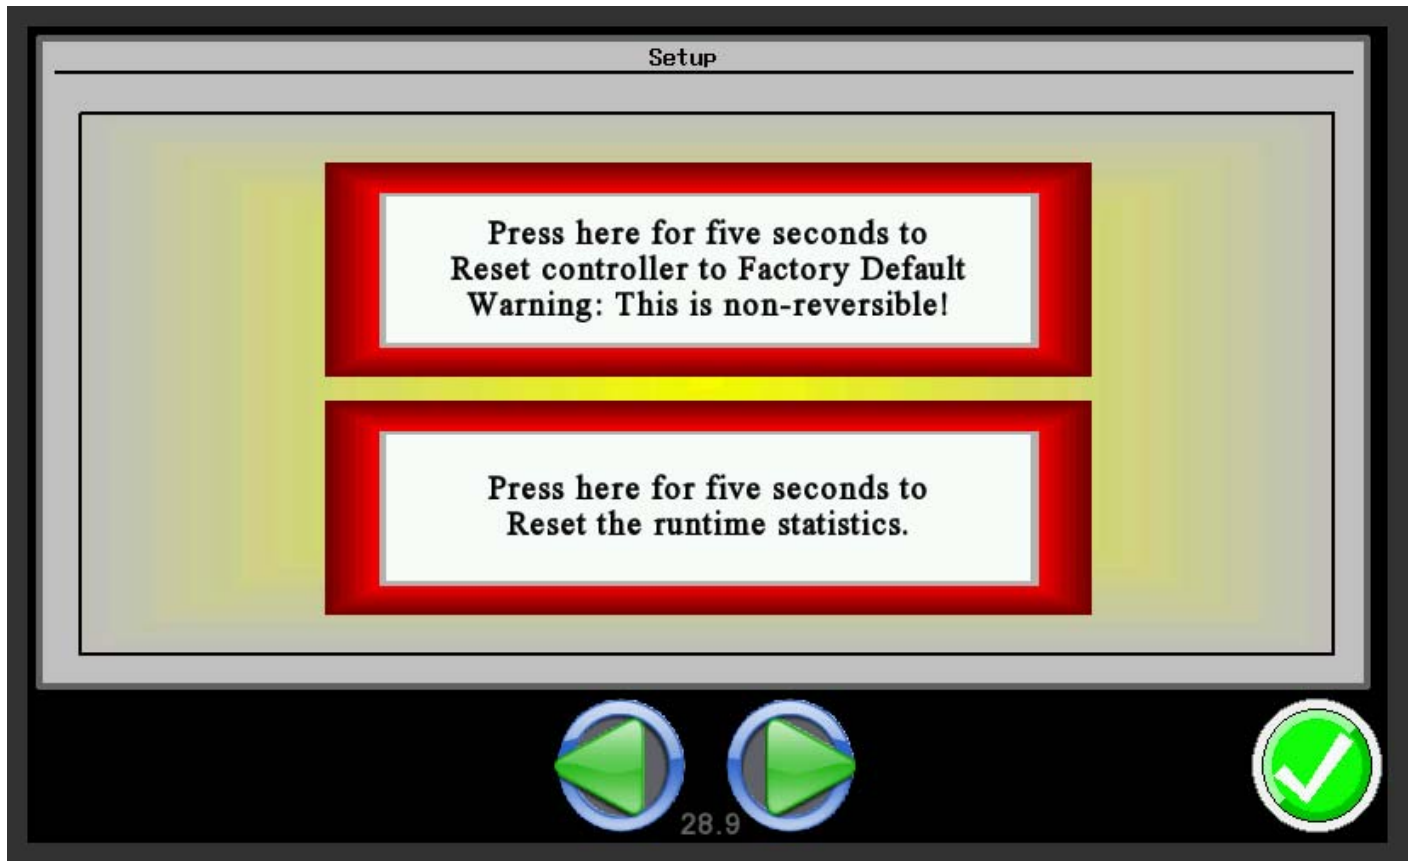 Setup
Press here for five seconds to
Reset controller to Factory Default
Warning: This is non-reversible!
Press here for five seconds to
Reset the runtime statistics.
28.9